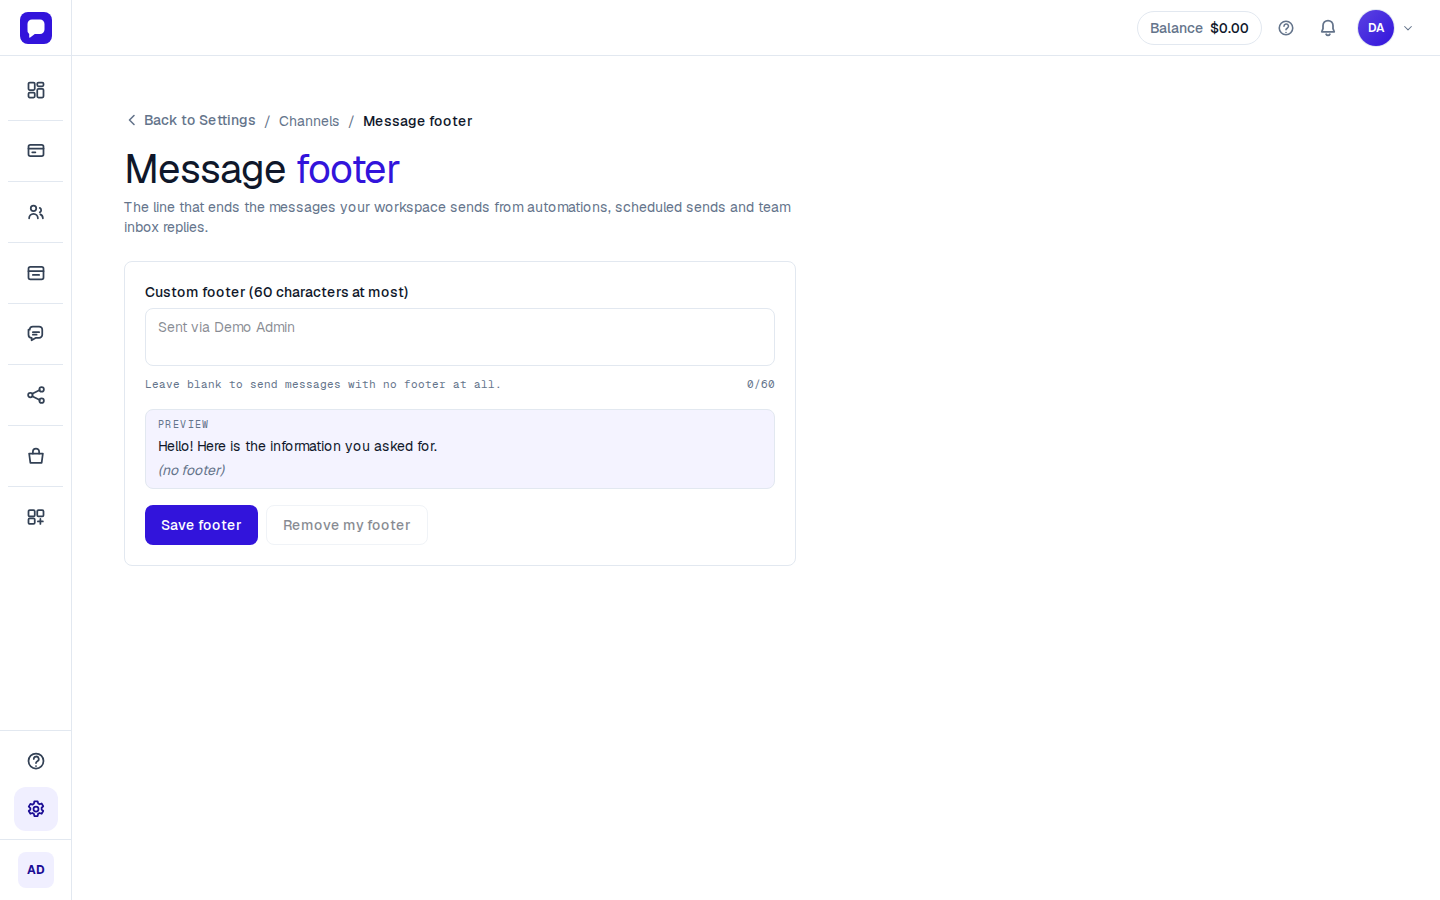 Balance $0.00
DA
Back to Settings / Channels / Message footer
Message footer
The line that ends the messages your workspace sends from automations, scheduled sends and team
inbox replies.
Custom footer (60 characters at most)
Sent via Demo Admin
Leave blank to send messages with no footer at all. 0/60
PREVIEW
Hello! Here is the information you asked for.
(no footer)
Save footer Remove my footer
AD